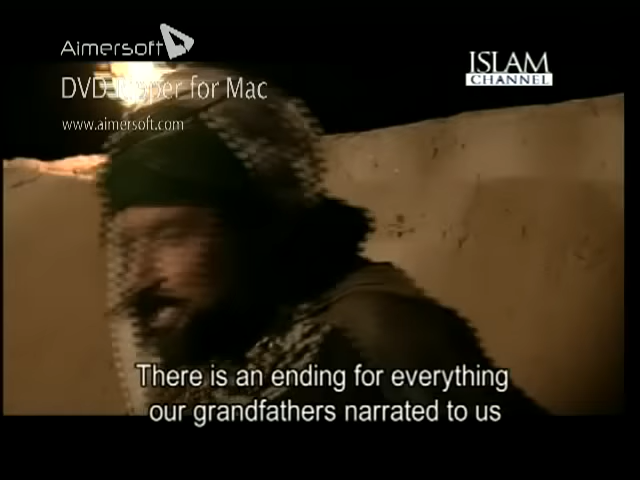 Aimersoft
DVD Ripper for Mac
www.aimersoft.com
ISLAM
CHANNEL
There is an ending for everything
our grandfathers narrated to us